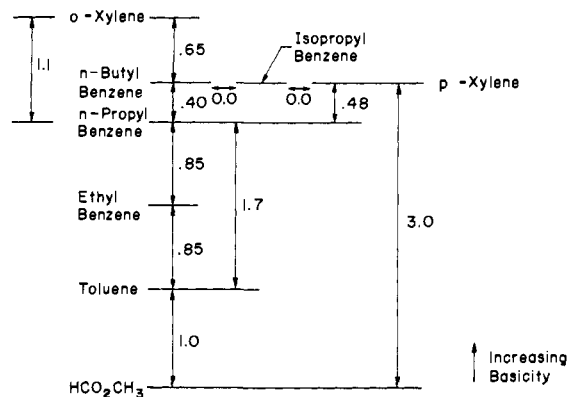 o-Xylene
1.1
.65
Isopropyl
Benzene
n-Butyl
Benzene
0.0
0.0
p-Xylene
.40
.48
n-Propyl
Benzene
.85
1.7
3.0
Ethyl
Benzene
.85
Toluene
1.0
Increasing
Basicity
HCO₂CH₃